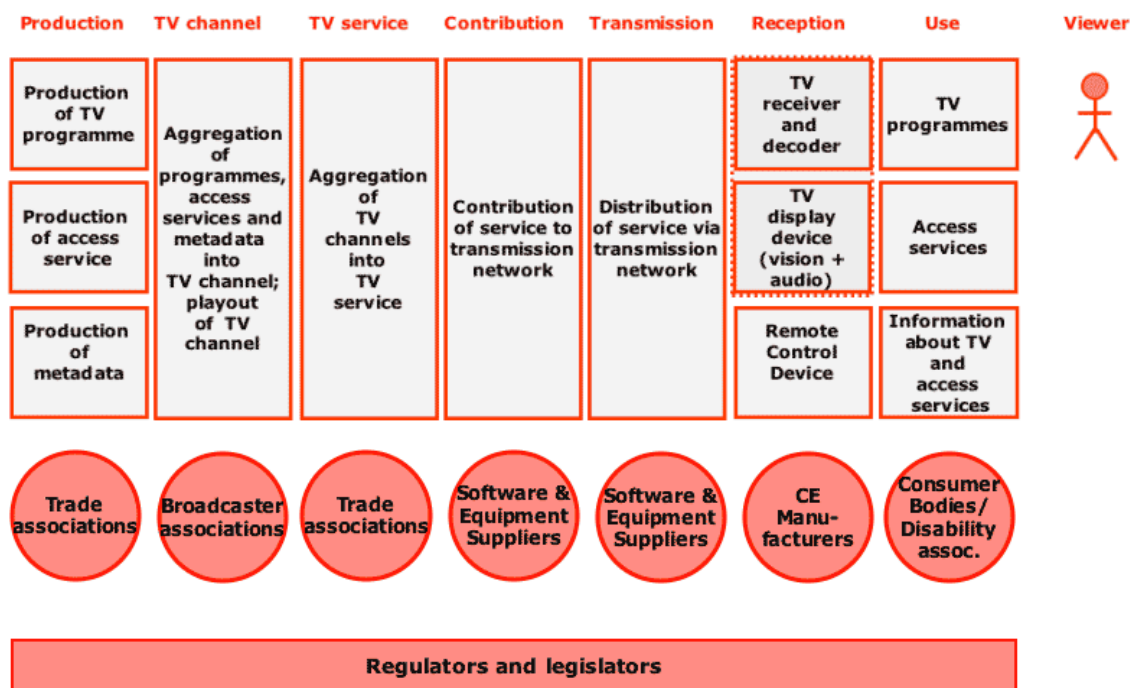 Production
TV channel
TV service
Contribution
Transmission
Reception
Use
Viewer
Production
of TV
programme
Production
of access
service
Production
of
metadata
Aggregation
of
programmes,
access
services and
metadata
into
TV channel;
playout
of TV
channel
Aggregation
of
TV
channels
into
TV
service
Contribution
of service to
transmission
network
Distribution
of service via
transmission
network
TV
receiver
and
decoder
TV
display
device
(vision +
audio)
Remote
Control
Device
TV
programmes
Access
services
Information
about TV
and
access
services
Trade
associations
Broadcaster
associations
Trade
associations
Software &
Equipment
Suppliers
Software &
Equipment
Suppliers
CE
Manu-
facturers
Consumer
Bodies/
Disability
assoc.
Regulators and legislators